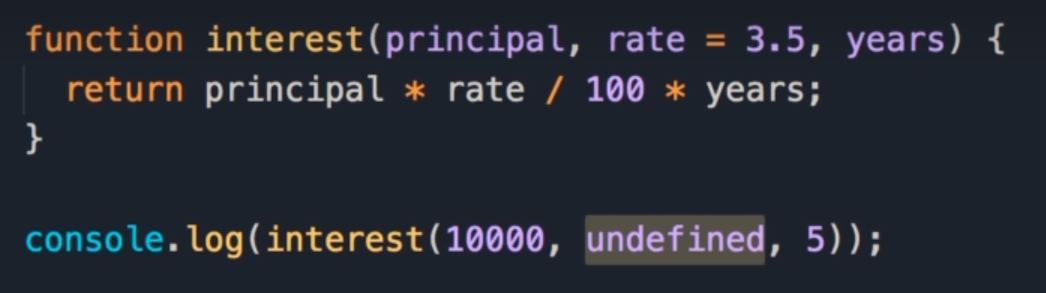 function interest(principal, rate = 3.5, years) {
  return principal * rate / 100 * years;
}
console.log(interest(10000, undefined, 5));